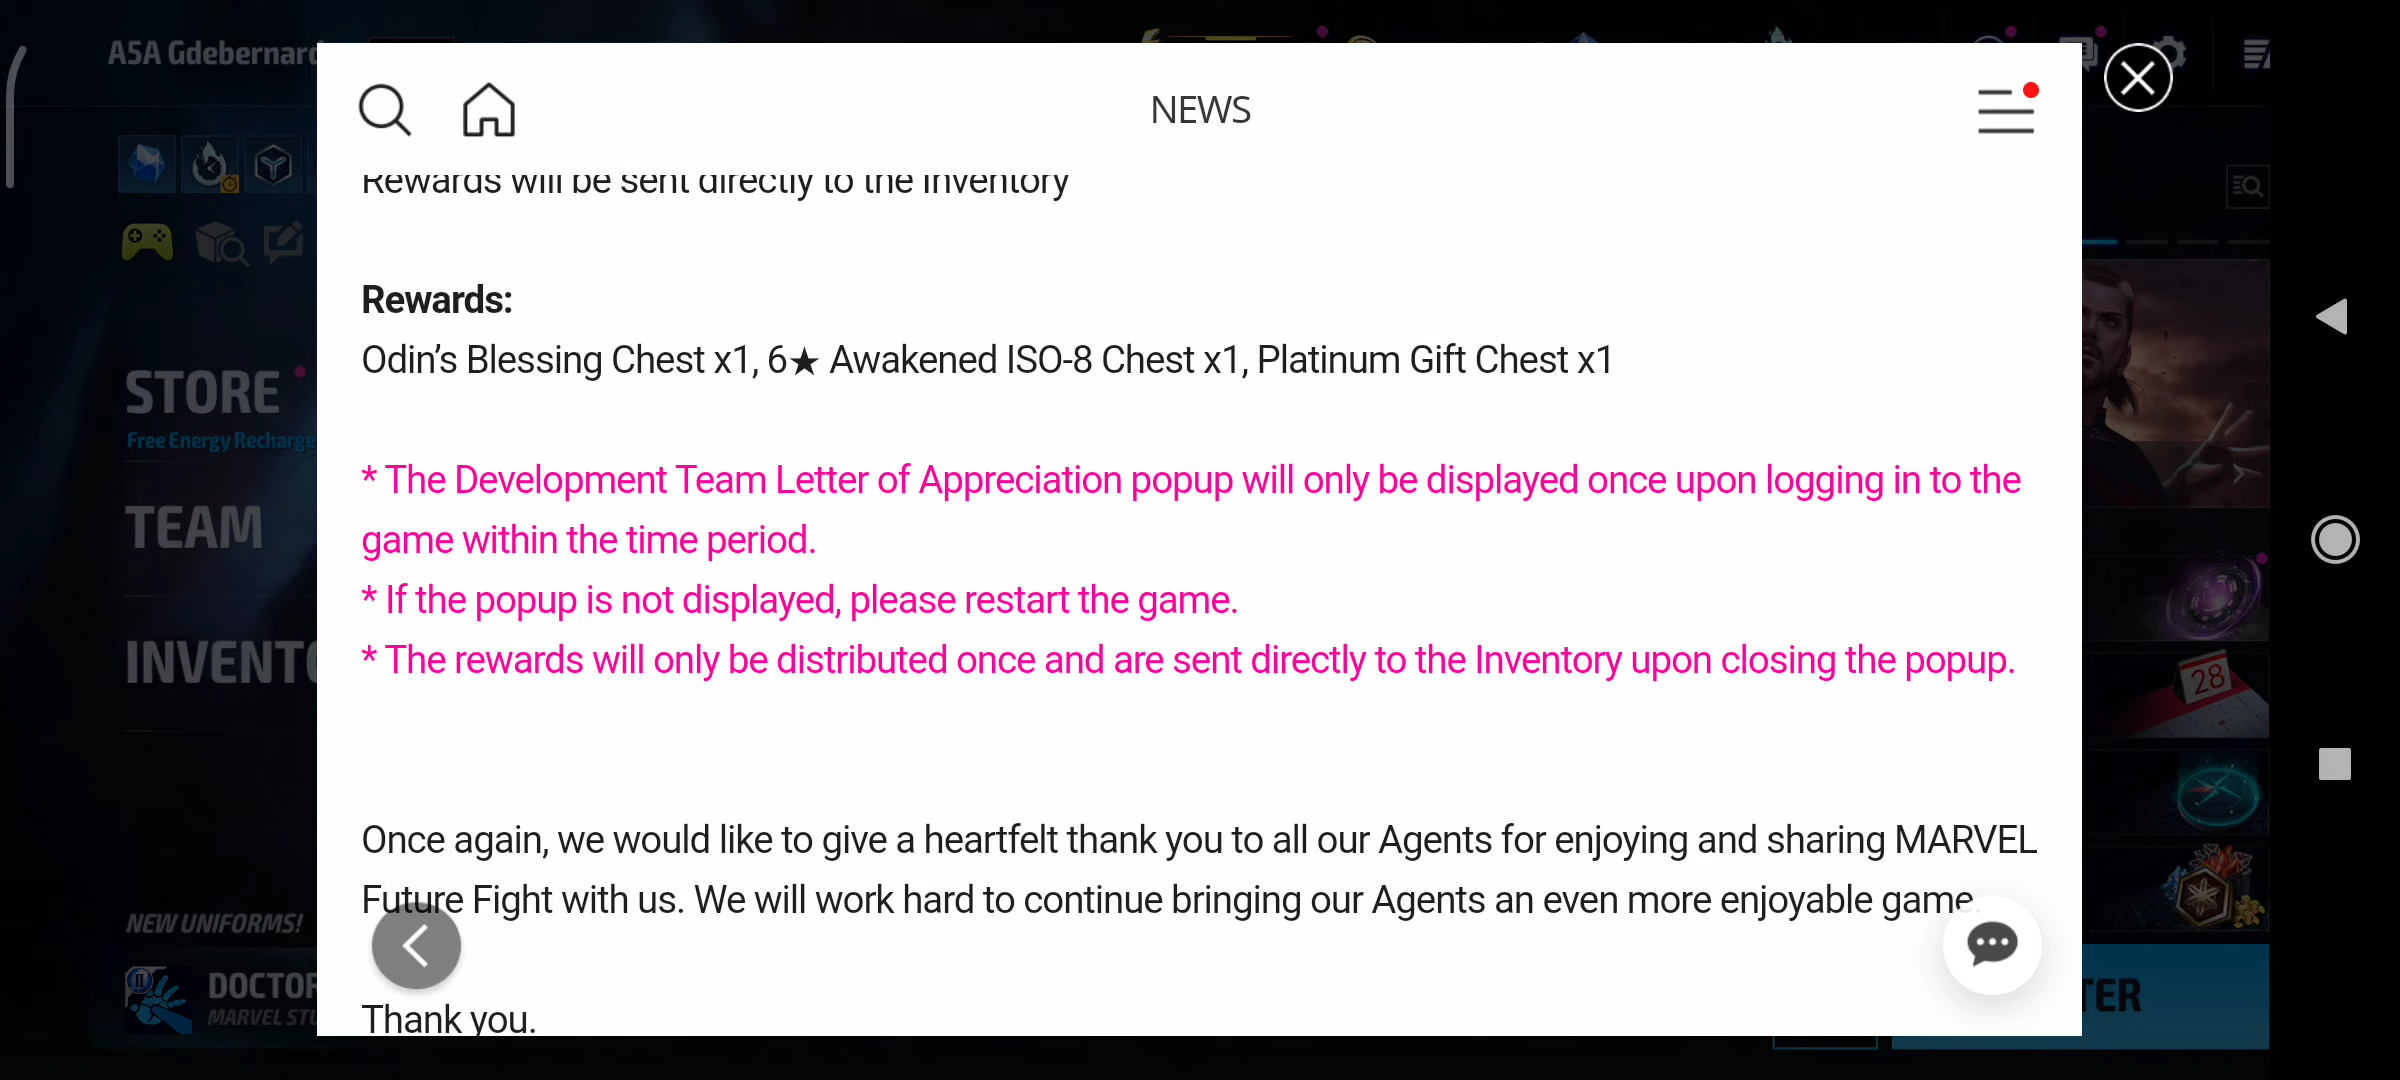 A5A Gdebernard
NEWS
Rewards will be sent directly to the Inventory
Rewards:
Odin's Blessing Chest x1, 6★ Awakened ISO-8 Chest x1, Platinum Gift Chest x1
* The Development Team Letter of Appreciation popup will only be displayed once upon logging in to the
game within the time period.
* If the popup is not displayed, please restart the game.
* The rewards will only be distributed once and are sent directly to the Inventory upon closing the popup.
Once again, we would like to give a heartfelt thank you to all our Agents for enjoying and sharing MARVEL
Future Fight with us. We will work hard to continue bringing our Agents an even more enjoyable game.
Thank you.
STORE
Free Energy Recharge
TEAM
INVENTO
NEW UNIFORMS!
DOCTOR
MARVEL STU
28
TER